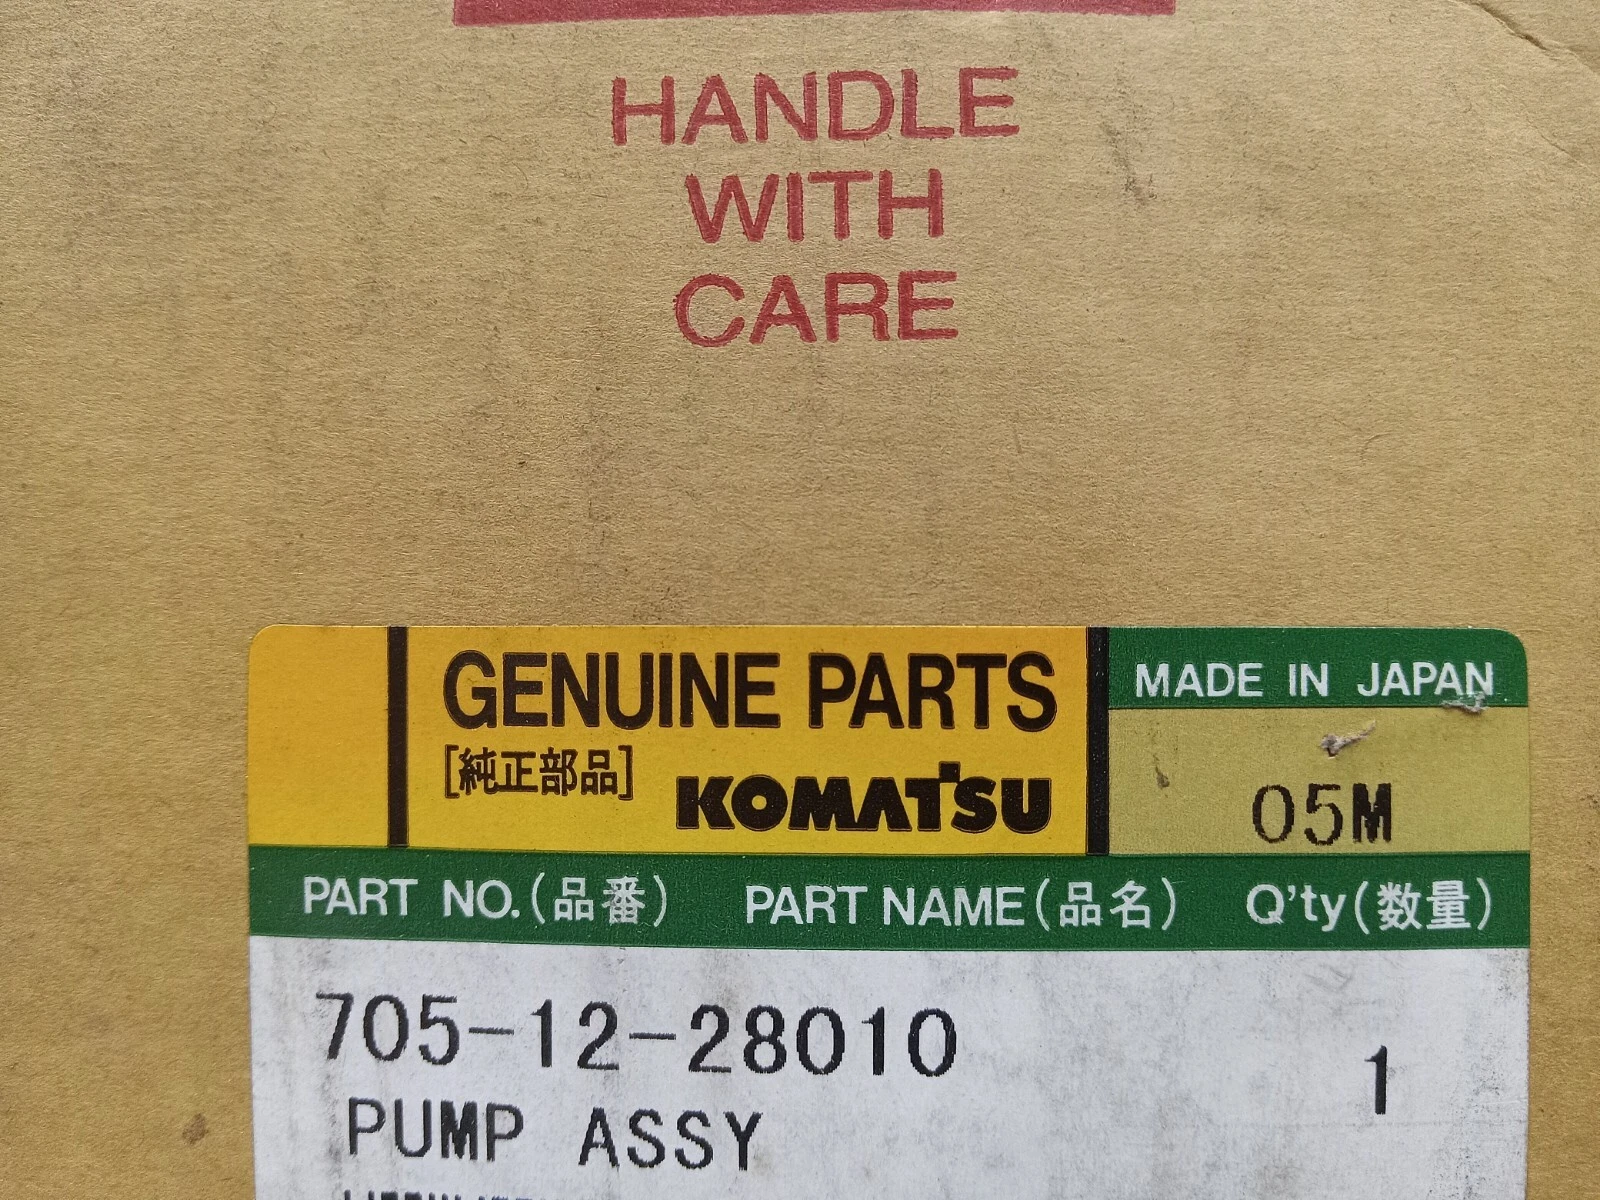 HANDLE
WITH
CARE
GENUINE PARTS
[純正部品]
KOMATSU
MADE IN JAPAN
05M
PART NO.(品番) PART NAME(品名) Q'ty(数量)
705-12-28010 1
PUMP ASSY